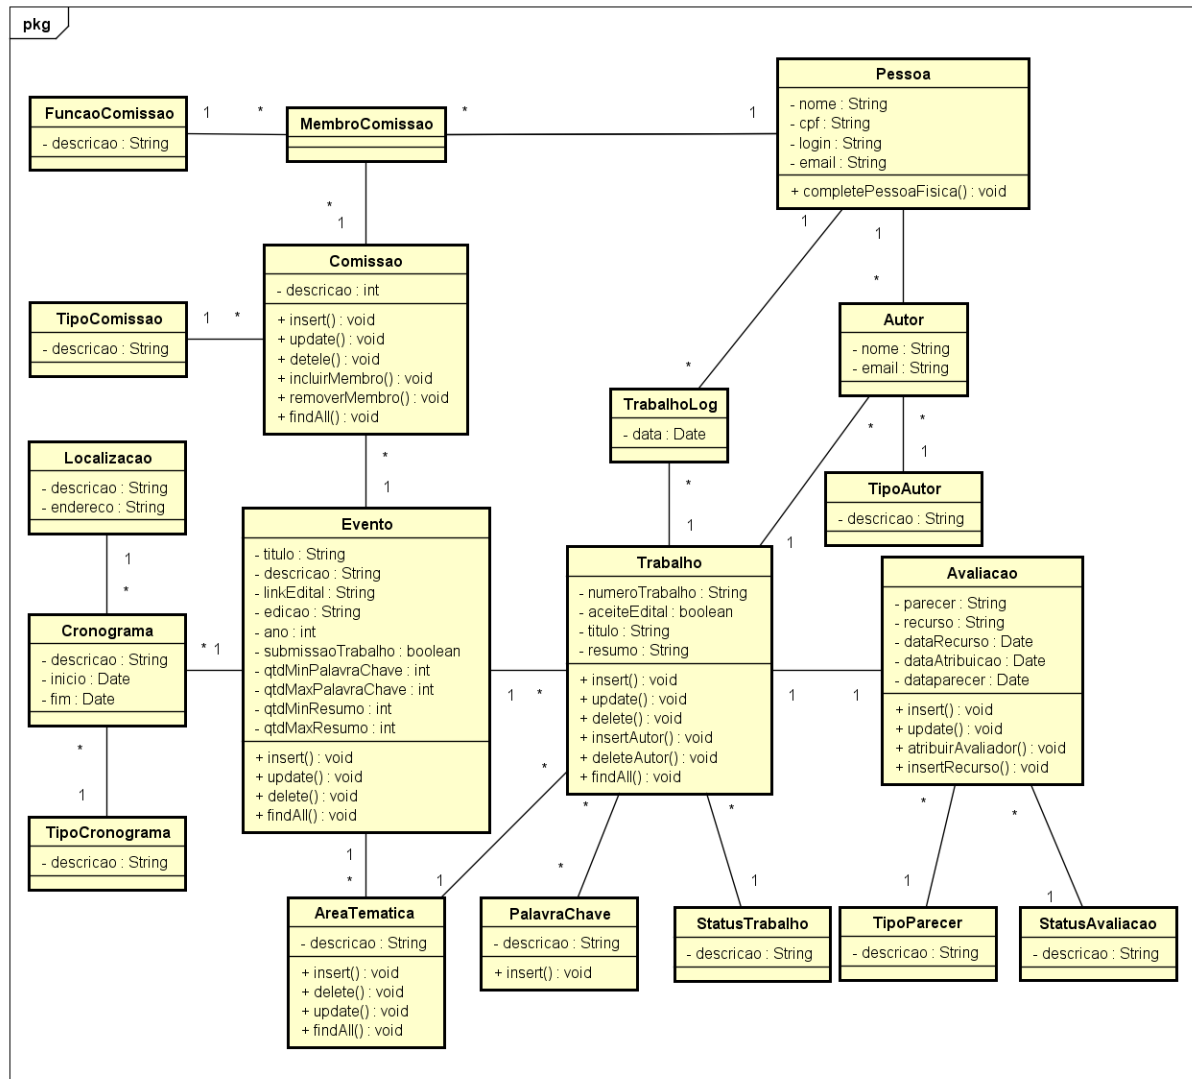 pkg
Pessoa
- nome : String
- cpf : String
- login : String
- email : String
+ completePessoaFisica() : void
FuncaoComissao
- descricao : String
1
*
MembroComissao
*
1
*
1
1
*
1
*
Comissao
- descricao : int
+ insert() : void
+ update() : void
+ detele() : void
+ incluirMembro() : void
+ removerMembro() : void
+ findAll() : void
TipoComissao
- descricao : String
1
*
Autor
- nome : String
- email : String
*
TrabalhoLog
- data : Date
*
*
1
*
1
TipoAutor
- descricao : String
Localizacao
- descricao : String
- endereco : String
1
*
*
1
*
1
Evento
- titulo : String
- descricao : String
- linkEdital : String
- edicao : String
- ano : int
- submissaoTrabalho : boolean
- qtdMinPalavraChave : int
- qtdMaxPalavraChave : int
- qtdMinResumo : int
- qtdMaxResumo : int
+ insert() : void
+ update() : void
+ delete() : void
+ findAll() : void
Trabalho
- numeroTrabalho : String
- aceiteEdital : boolean
- titulo : String
- resumo : String
+ insert() : void
+ update() : void
+ delete() : void
+ insertAutor() : void
+ deleteAutor() : void
+ findAll() : void
Avaliacao
- parecer : String
- recurso : String
- dataRecurso : Date
- dataAtribuicao : Date
- dataparecer : Date
+ insert() : void
+ update() : void
+ atribuirAvaliador() : void
+ insertRecurso() : void
Cronograma
- descricao : String
- inicio : Date
- fim : Date
* 1
1
*
1
1
*
1
TipoCronograma
- descricao : String
*
*
*
*
*
1
*
1
*
1
1
1
AreaTematica
- descricao : String
+ insert() : void
+ delete() : void
+ update() : void
+ findAll() : void
PalavraChave
- descricao : String
+ insert() : void
StatusTrabalho
- descricao : String
TipoParecer
- descricao : String
StatusAvaliacao
- descricao : String